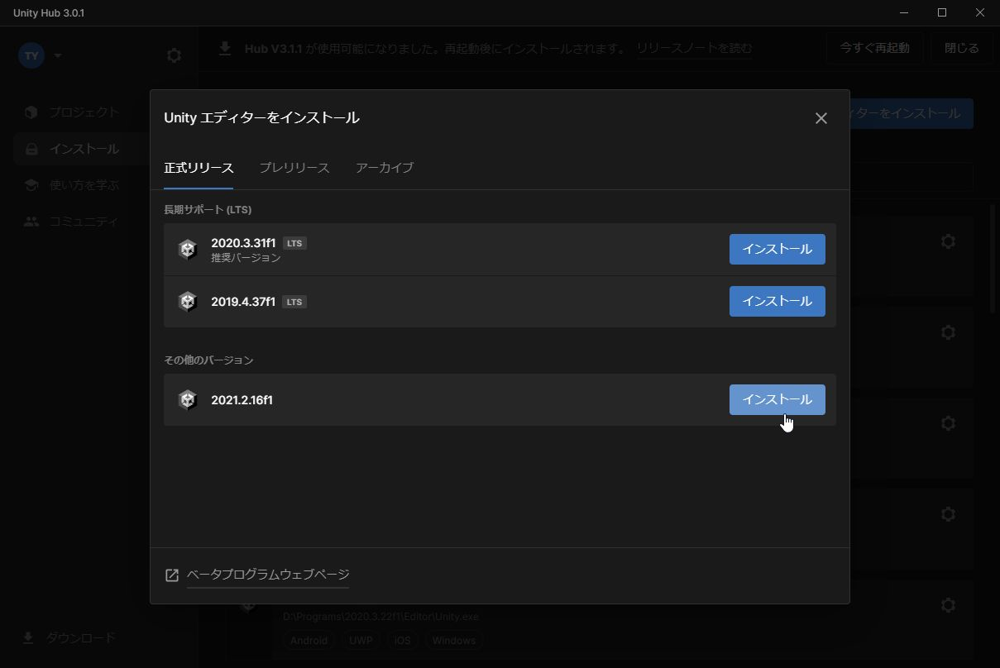 Unity Hub 3.0.1
TY
Hub V3.1.1 が使用可能になりました。再起動後にインストールされます。 リリースノートを読む
今すぐ再起動
閉じる
プロジェクト
インストール
使い方を学ぶ
コミュニティ
ダウンロード
ィターをインストール
Unity エディターをインストール
正式リリース
プレリリース
アーカイブ
長期サポート (LTS)
2020.3.31f1 LTS
推奨バージョン
インストール
2019.4.37f1 LTS
インストール
その他のバージョン
2021.2.16f1
インストール
ベータプログラムウェブページ
D:\Programs\2020.3.22f1\Editor\Unity.exe
Android
UWP
iOS
Windows